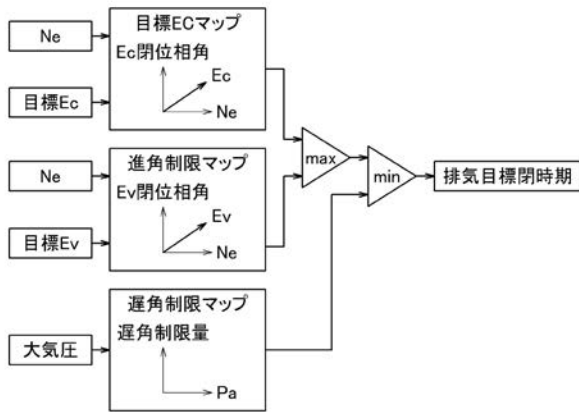 Ne
目標Ec
目標ECマップ
Ec閉位相角
Ec
Ne
Ne
目標Ev
進角制限マップ
Ev閉位相角
Ev
Ne
大気圧
遅角制限マップ
遅角制限量
Pa
max
min
排気目標閉時期